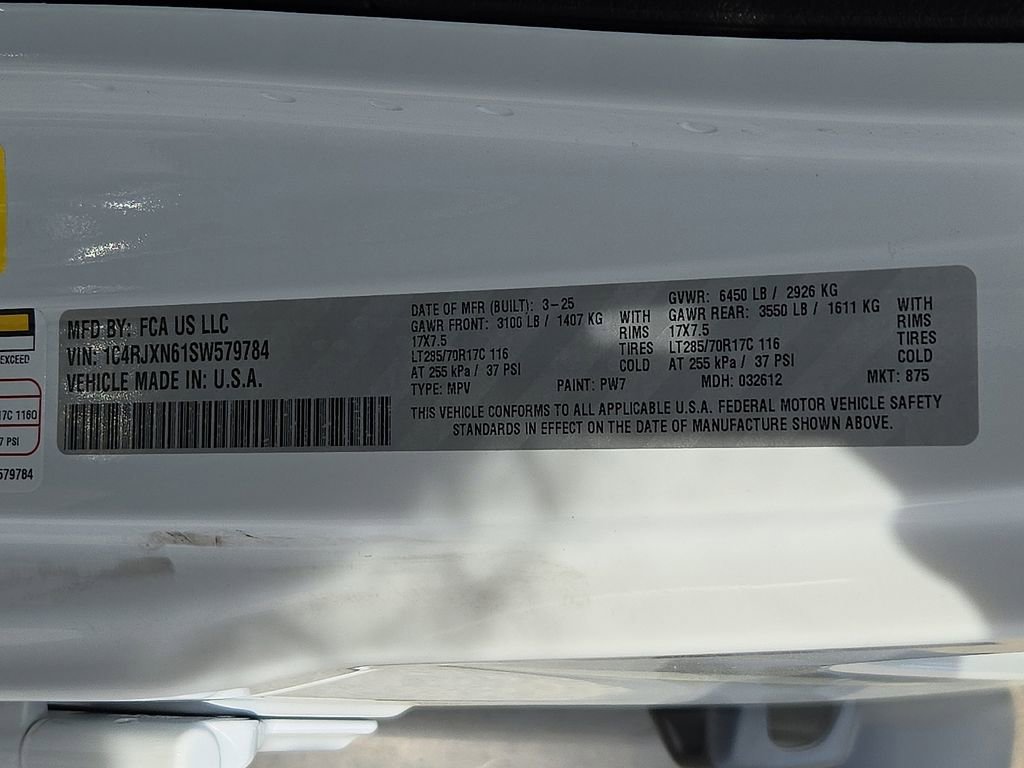 MFD BY: FCA US LLC
VIN: 1C4RJXN61SW579784
VEHICLE MADE IN: U.S.A.
DATE OF MFR (BUILT): 3-25
GAWR FRONT: 3100 LB / 1407 KG WITH
17X7.5 RIMS
LT285/70R17C 116 TIRES
AT 255 kPa / 37 PSI COLD
TYPE: MPV PAINT: PW7
GVWR: 6450 LB / 2926 KG
GAWR REAR: 3550 LB / 1611 KG WITH
17X7.5 RIMS
LT285/70R17C 116 TIRES
AT 255 kPa / 37 PSI COLD
MDH: 032612 MKT: 875
THIS VEHICLE CONFORMS TO ALL APPLICABLE U.S.A. FEDERAL MOTOR VEHICLE SAFETY
STANDARDS IN EFFECT ON THE DATE OF MANUFACTURE SHOWN ABOVE.
EXCEED
17C 116Q
7 PSI
579784